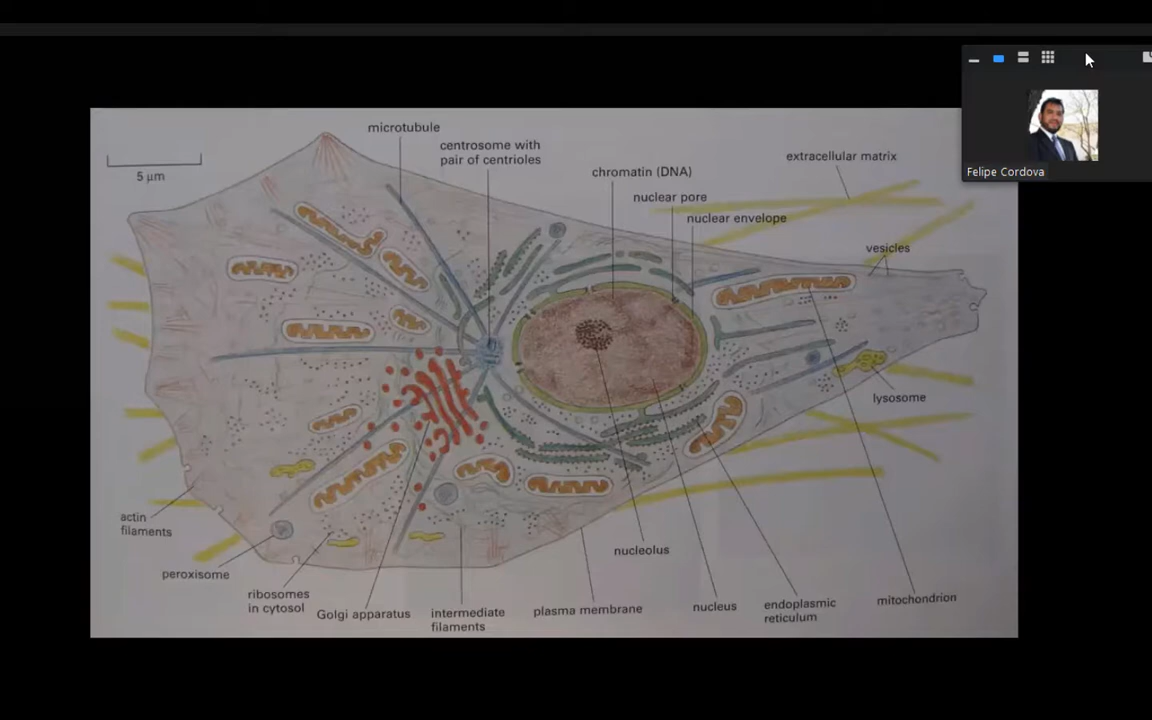 Felipe Cordova
microtubule
centrosome with
pair of centrioles
chromatin (DNA)
nuclear pore
nuclear envelope
extracellular matrix
vesicles
5 μm
lysosome
actin
filaments
peroxisome
ribosomes
in cytosol
Golgi apparatus
intermediate
filaments
plasma membrane
nucleolus
nucleus
endoplasmic
reticulum
mitochondrion